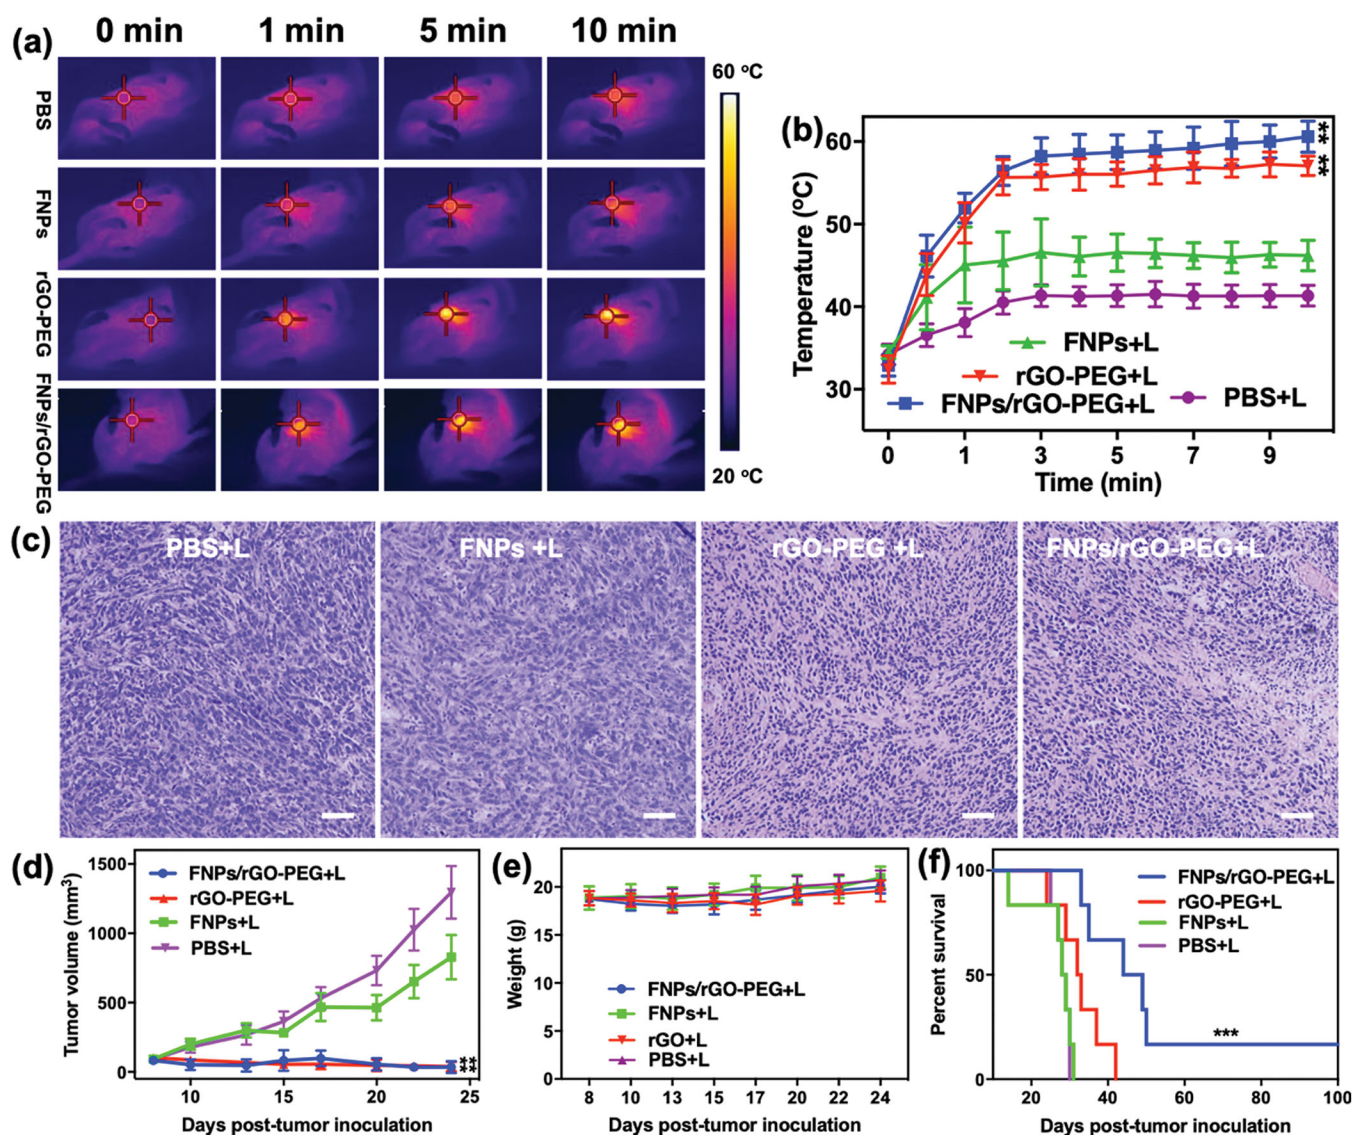 (a)
0 min
1 min
5 min
10 min
PBS
FNPs
rGO-PEG
FNPs/rGO-PEG
60 ºC
20 ºC
(b)
Temperature (ºC)
60
50
40
30
**
**
FNPs+L
rGO-PEG+L
FNPs/rGO-PEG+L
PBS+L
0
1
3
5
7
9
Time (min)
(c)
PBS+L
FNPs +L
rGO-PEG +L
FNPs/rGO-PEG+L
(d)
Tumor volume (mm³)
1500
1000
500
0
FNPs/rGO-PEG+L
rGO-PEG+L
FNPs+L
PBS+L
**
**
10
15
20
25
Days post-tumor inoculation
(e)
Weight (g)
20
15
10
5
0
FNPs/rGO-PEG+L
FNPs+L
rGO+L
PBS+L
8
10
13
15
17
20
22
24
Days post-tumor inoculation
(f)
Percent survival
100
50
0
FNPs/rGO-PEG+L
rGO-PEG+L
FNPs+L
PBS+L
***
20
40
60
80
100
Days post-tumor inoculation